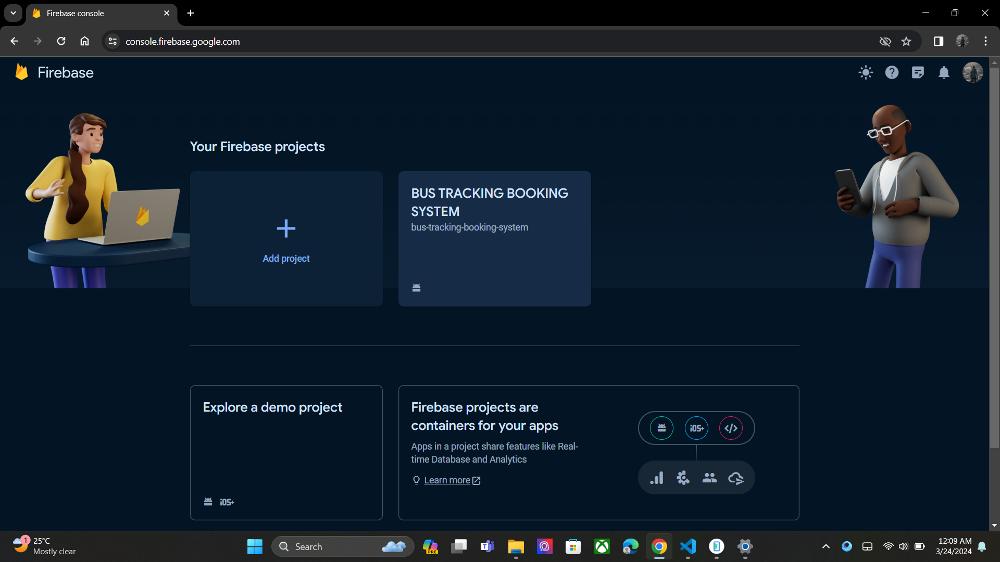 Firebase console
console.firebase.google.com
Firebase
Your Firebase projects
Add project
BUS TRACKING BOOKING
SYSTEM
bus-tracking-booking-system
Explore a demo project
iOS+
Firebase projects are
containers for your apps
Apps in a project share features like Real-
time Database and Analytics
Learn more
iOS+
</>
1
25°C
Mostly clear
Search
PRE
T
12:09 AM
3/24/2024